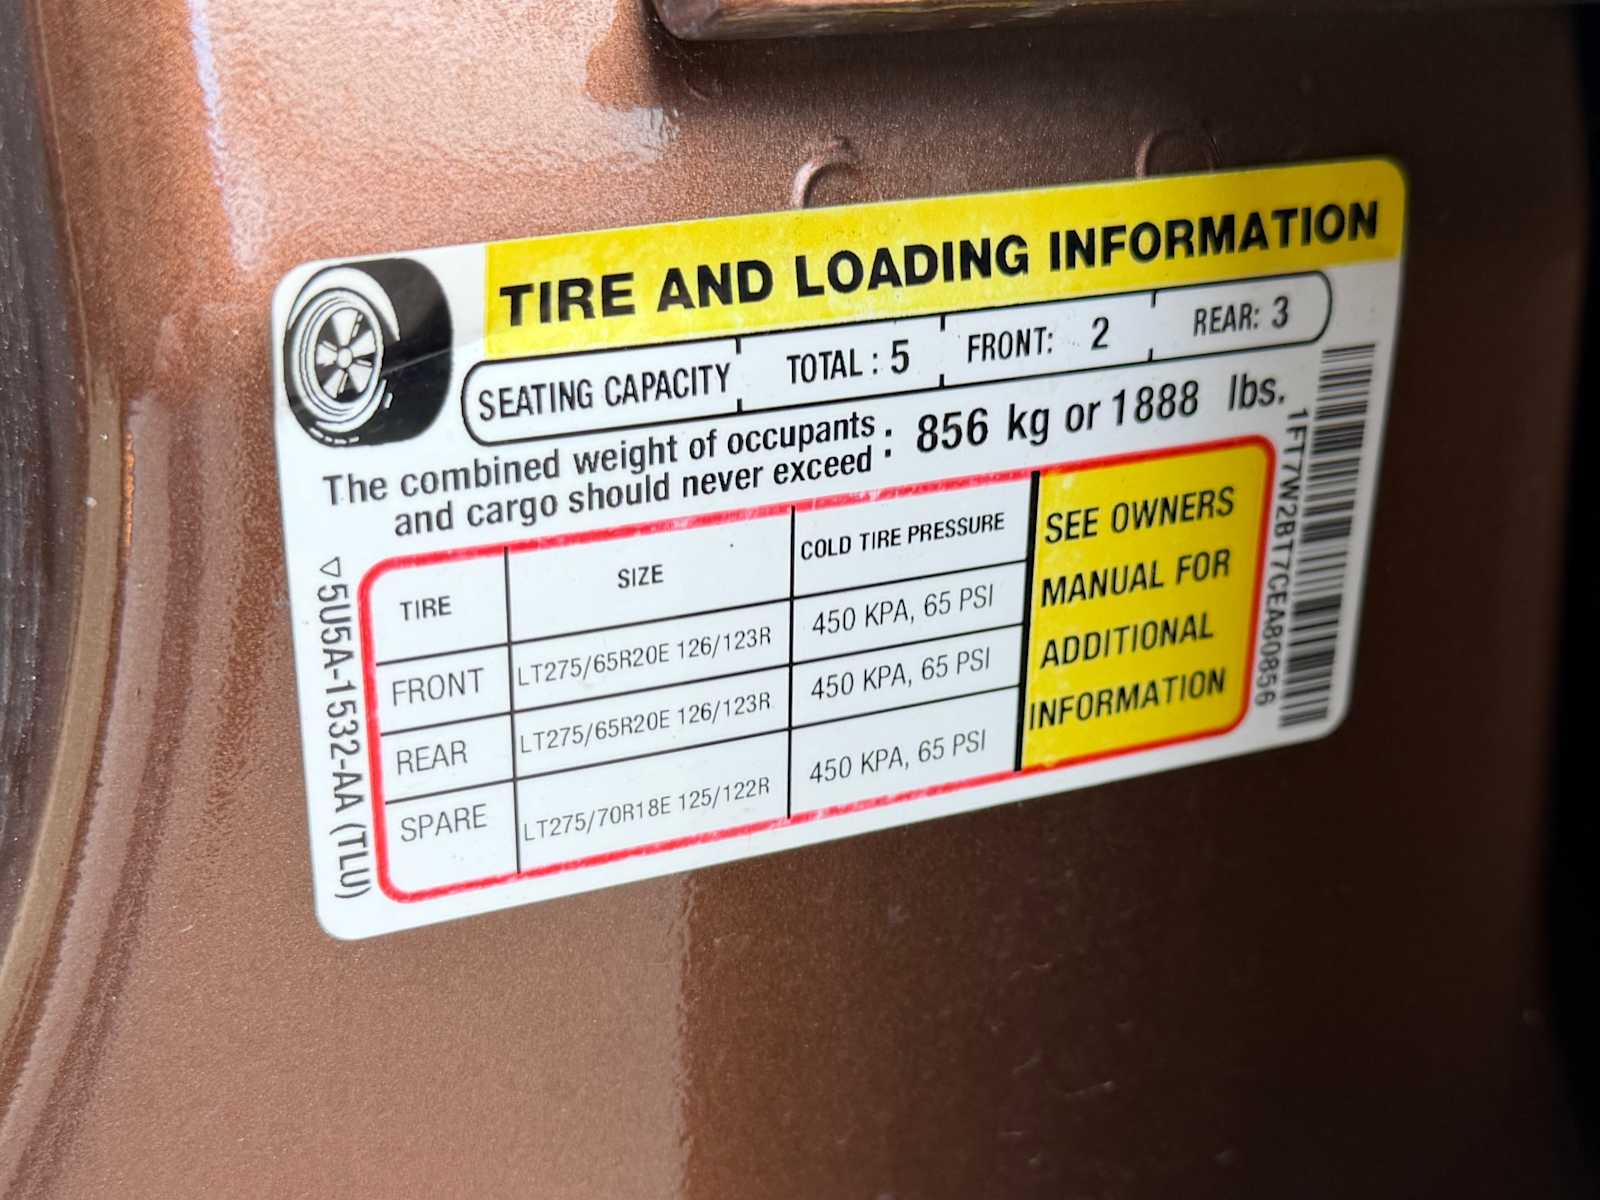 TIRE AND LOADING INFORMATION
SEATING CAPACITY TOTAL : 5 FRONT: 2 REAR: 3
The combined weight of occupants and cargo should never exceed : 856 kg or 1888 lbs.
TIRE SIZE COLD TIRE PRESSURE
FRONT LT275/65R20E 126/123R 450 KPA, 65 PSI
REAR LT275/65R20E 126/123R 450 KPA, 65 PSI
SPARE LT275/70R18E 125/122R 450 KPA, 65 PSI
SEE OWNERS
MANUAL FOR
ADDITIONAL
INFORMATION
5U5A-1532-AA (TLU)
1FT7W2BT7CEA80856